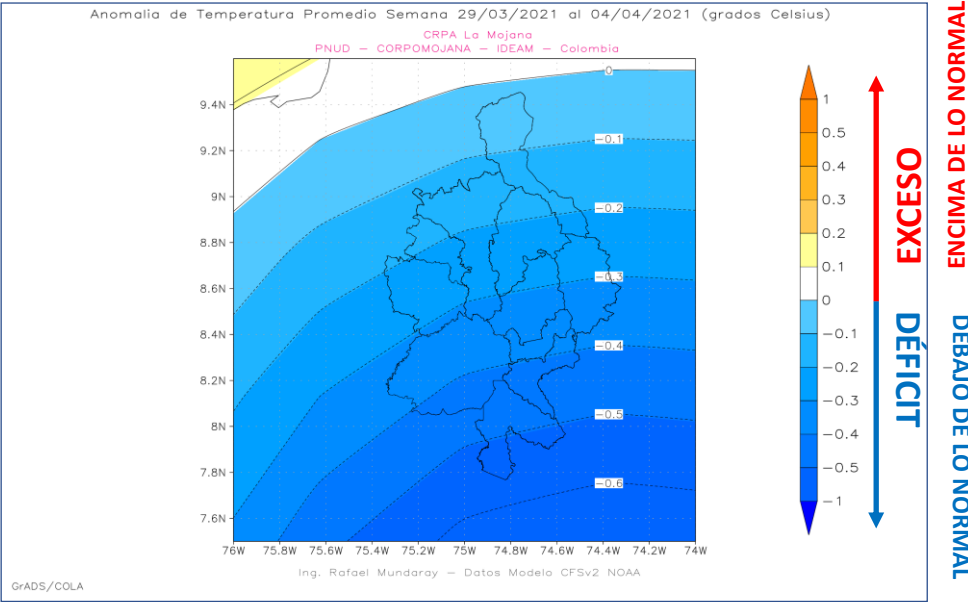 Anomalia de Temperatura Promedio Semana 29/03/2021 al 04/04/2021 (grados Celsius)
CRPA La Mojana
PNUD – CORPOMOJANA – IDEAM – Colombia
9.4N
9.2N
9N
8.8N
8.6N
8.4N
8.2N
8N
7.8N
7.6N
0
-0.1
-0.2
-0.3
-0.4
-0.5
-0.6
76W 75.8W 75.6W 75.4W 75.2W 75W 74.8W 74.6W 74.4W 74.2W 74W
Ing. Rafael Mundaray – Datos Modelo CFSv2 NOAA
GrADS/COLA
1
0.5
0.4
0.3
0.2
0.1
0
-0.1
-0.2
-0.3
-0.4
-0.5
-1
EXCESO
DÉFICIT
ENCIMA DE LO NORMAL
DEBAJO DE LO NORMAL